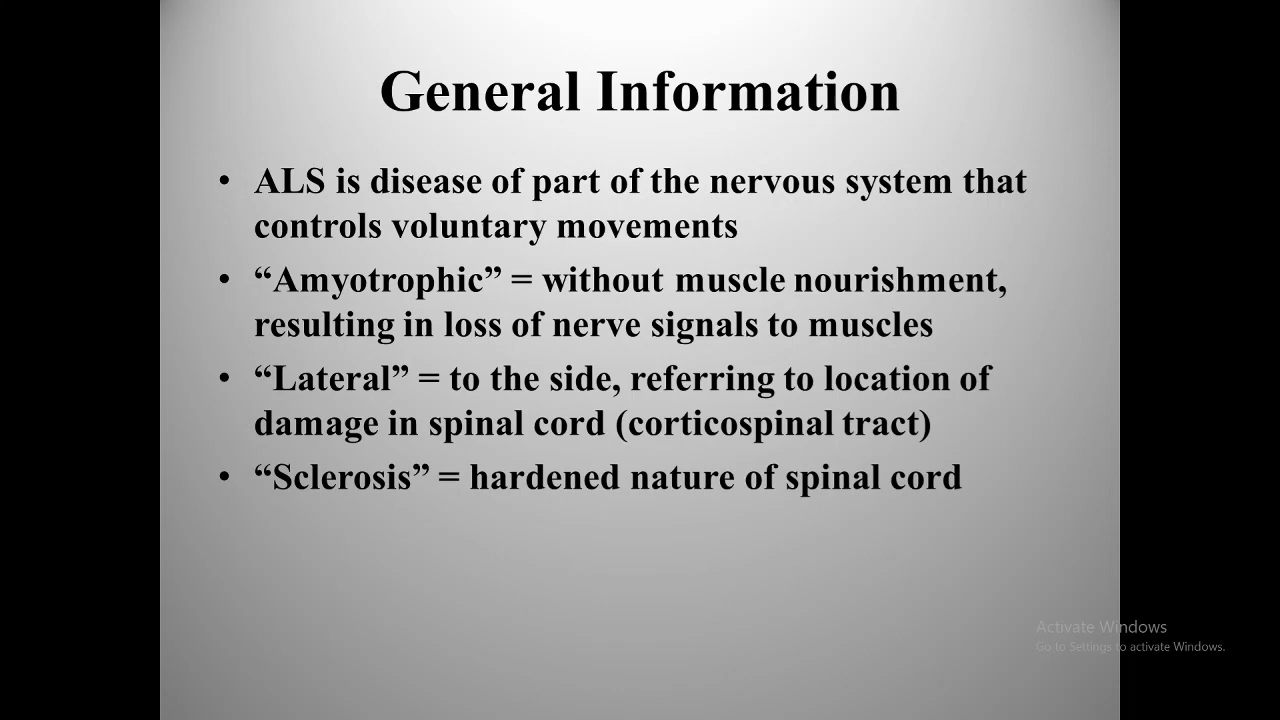 General Information
• ALS is disease of part of the nervous system that
controls voluntary movements
• “Amyotrophic” = without muscle nourishment,
resulting in loss of nerve signals to muscles
• “Lateral” = to the side, referring to location of
damage in spinal cord (corticospinal tract)
• “Sclerosis” = hardened nature of spinal cord
Activate Windows
Go to Settings to activate Windows.